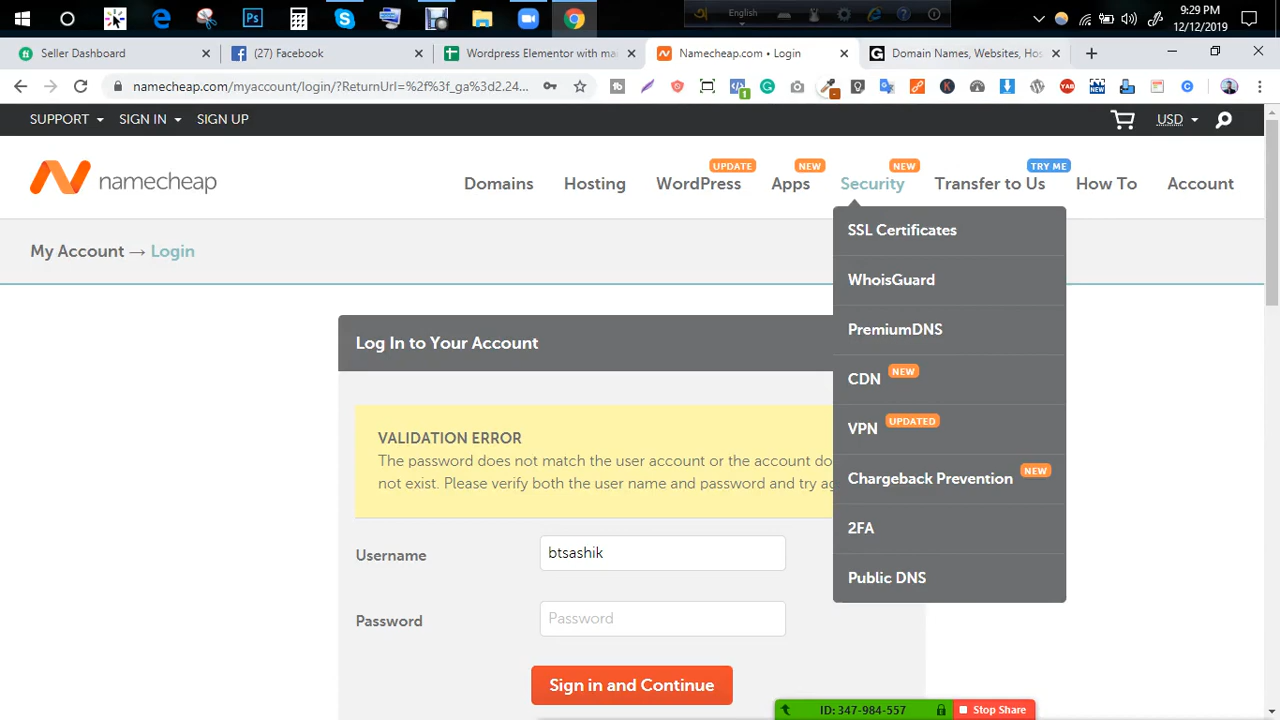 English
9:29 PM
12/12/2019
Seller Dashboard
(27) Facebook
Wordpress Elementor with ma
Namecheap.com • Login
Domain Names, Websites, Hos
namecheap.com/myaccount/login/?ReturnUrl=%2f%3f_ga%3d2.24...
SUPPORT
SIGN IN
SIGN UP
USD
UPDATE
NEW
NEW
TRY ME
namecheap
Domains
Hosting
WordPress
Apps
Security
Transfer to Us
How To
Account
My Account → Login
SSL Certificates
WhoisGuard
PremiumDNS
CDN NEW
VPN UPDATED
Chargeback Prevention NEW
2FA
Public DNS
Log In to Your Account
VALIDATION ERROR
The password does not match the user account or the account do
not exist. Please verify both the user name and password and try ag
Username
btsashik
Password
Password
Sign in and Continue
ID: 347-984-557
Stop Share